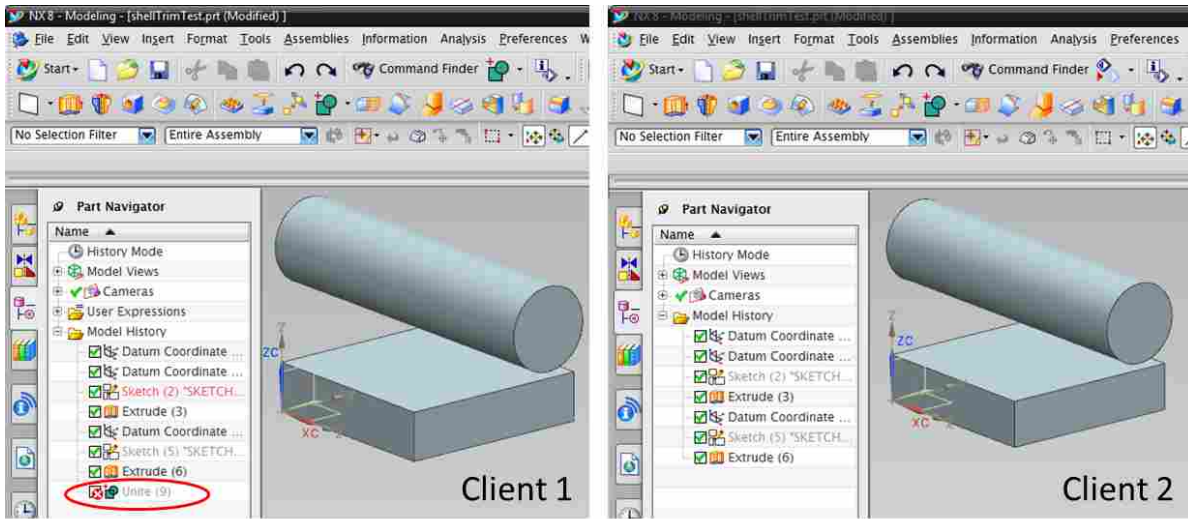 NX 8 - Modeling - [shellTrimTest.prt (Modified) ]
File Edit View Insert Format Tools Assemblies Information Analysis Preferences W
Start Command Finder
No Selection Filter Entire Assembly
Part Navigator
Name
History Mode
Model Views
Cameras
User Expressions
Model History
Datum Coordinate ...
Datum Coordinate ...
Sketch (2) "SKETCH...
Extrude (3)
Datum Coordinate ...
Sketch (5) "SKETCH...
Extrude (6)
Unite (9)
Z
ZC
XC
Client 1
NX 8 - Modeling - [shellTrimTest.prt (Modified) ]
File Edit View Insert Format Tools Assemblies Information Analysis Preferences
Start Command Finder
No Selection Filter Entire Assembly
Part Navigator
Name
History Mode
Model Views
Cameras
Model History
Datum Coordinate ...
Datum Coordinate ...
Sketch (2) "SKETCH...
Extrude (3)
Datum Coordinate ...
Sketch (5) "SKETCH...
Extrude (6)
Z
ZC
XC
Client 2